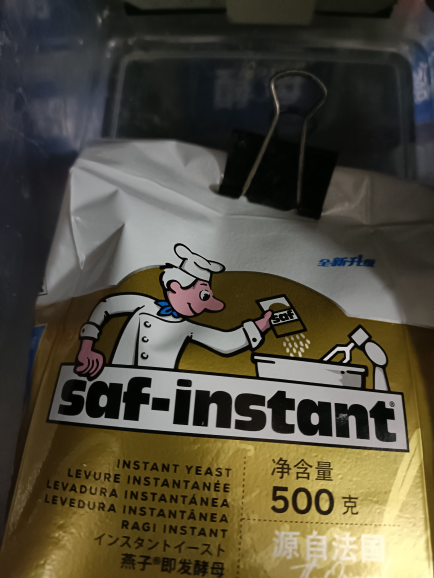 全新升级
saf
saf-instant®
INSTANT YEAST
LEVURE INSTANTANÉE
LEVADURA INSTANTÁNEA
LEVEDURA INSTANTÂNEA
RAGI INSTANT
インスタントイースト
燕子®即发酵母
净含量
500克
源自法国